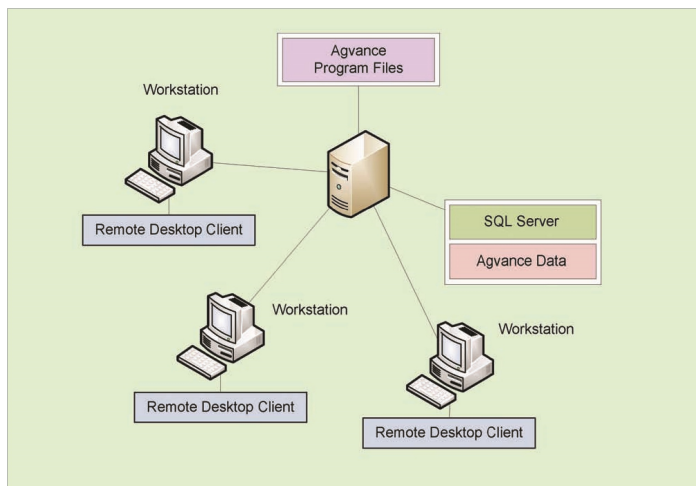 Agvance
Program Files
Workstation
Remote Desktop Client
SQL Server
Agvance Data
Workstation
Remote Desktop Client
Workstation
Remote Desktop Client